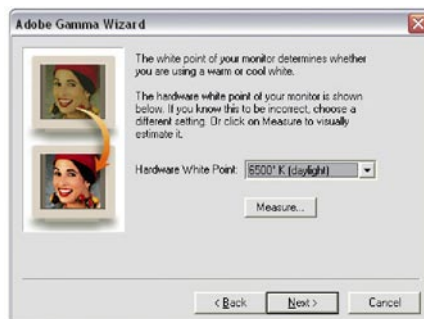 Adobe Gamma Wizard
The white point of your monitor determines whether
you are using a warm or cool white.
The hardware white point of your monitor is shown
below. If you know this to be incorrect, choose a
different setting. Or click on Measure to visually
estimate it.
Hardware White Point: 6500° K (daylight)
Measure...
< Back Next > Cancel